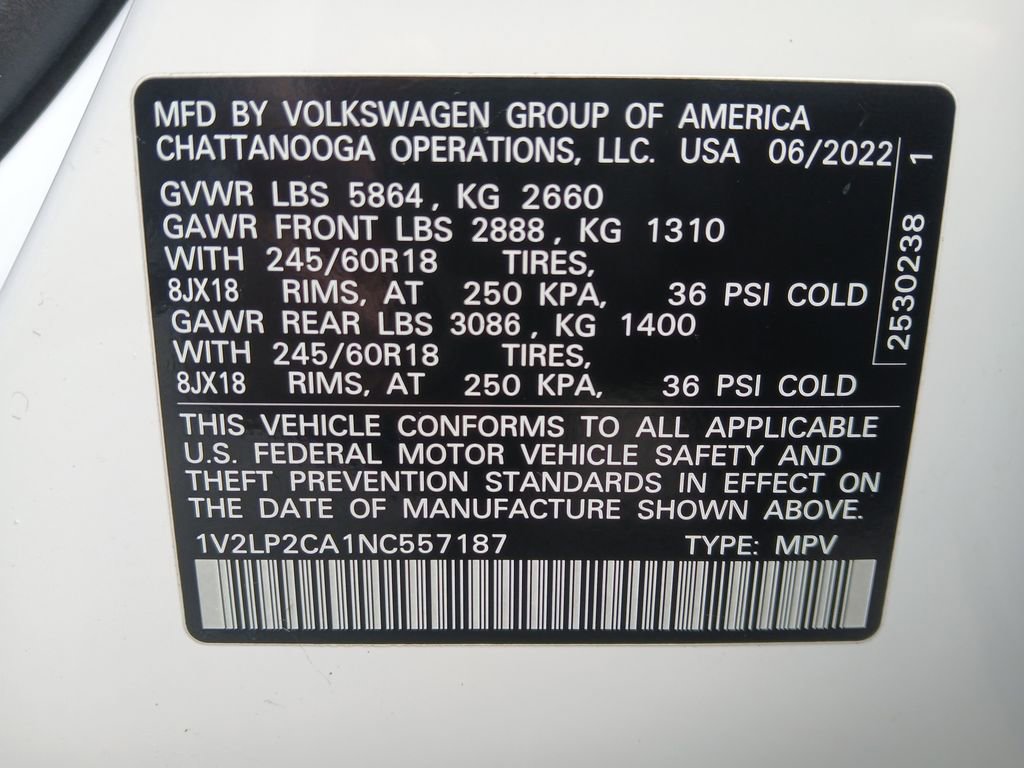 MFD BY VOLKSWAGEN GROUP OF AMERICA
CHATTANOOGA OPERATIONS, LLC. USA 06/2022
GVWR LBS 5864, KG 2660
GAWR FRONT LBS 2888, KG 1310
WITH 245/60R18 TIRES,
8JX18 RIMS, AT 250 KPA, 36 PSI COLD
GAWR REAR LBS 3086, KG 1400
WITH 245/60R18 TIRES,
8JX18 RIMS, AT 250 KPA, 36 PSI COLD
2530238 1
THIS VEHICLE CONFORMS TO ALL APPLICABLE
U.S. FEDERAL MOTOR VEHICLE SAFETY AND
THEFT PREVENTION STANDARDS IN EFFECT ON
THE DATE OF MANUFACTURE SHOWN ABOVE.
1V2LP2CA1NC557187 TYPE: MPV